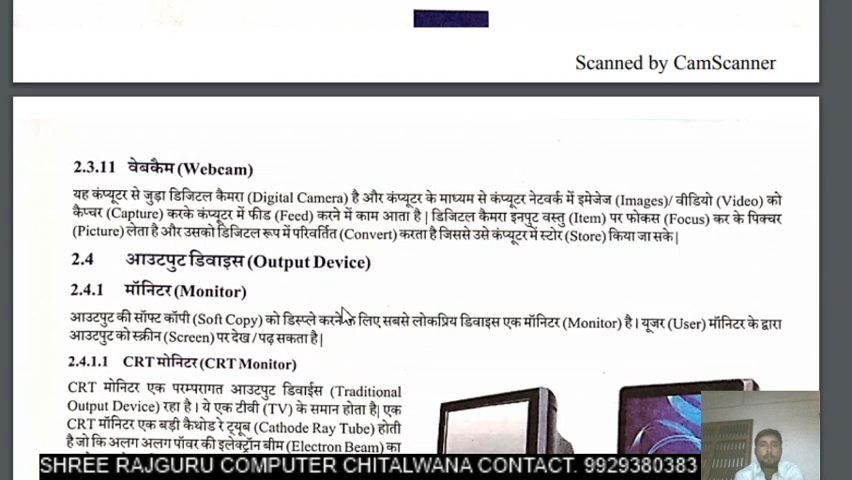 Scanned by CamScanner
2.3.11 वेबकैम (Webcam)
यह कंप्यूटर से जुड़ा डिजिटल कैमरा (Digital Camera) है और कंप्यूटर के माध्यम से कंप्यूटर नेटवर्क में इमेजेज (Images)/ वीडियो (Video) को
कैप्चर (Capture) करके कंप्यूटर में फीड (Feed) करने में काम आता है | डिजिटल कैमरा इनपुट वस्तु (Item) पर फोकस (Focus) कर के पिक्चर
(Picture) लेता है और उसको डिजिटल रूप में परिवर्तित (Convert) करता है जिससे उसे कंप्यूटर में स्टोर (Store) किया जा सके |
2.4 आउटपुट डिवाइस (Output Device)
2.4.1 मॉनिटर (Monitor)
आउटपुट की सॉफ्ट कॉपी (Soft Copy) को डिस्प्ले करने के लिए सबसे लोकप्रिय डिवाइस एक मॉनिटर (Monitor) है । यूजर (User) मॉनिटर के द्वारा
आउटपुट को स्क्रीन (Screen) पर देख / पढ़ सकता है |
2.4.1.1 CRT मोनिटर (CRT Monitor)
CRT मोनिटर एक परम्परागत आउटपुट डिवाईस (Traditional
Output Device) रहा है । ये एक टीवी (TV) के समान होता है| एक
CRT मॉनिटर एक बड़ी कैथोड रे ट्यूब (Cathode Ray Tube) होती
है जो कि अलग अलग पॉवर की इलेक्ट्रॉन बीम (Electron Beam) का
SHREE RAJGURU COMPUTER CHITALWANA CONTACT. 9929380383